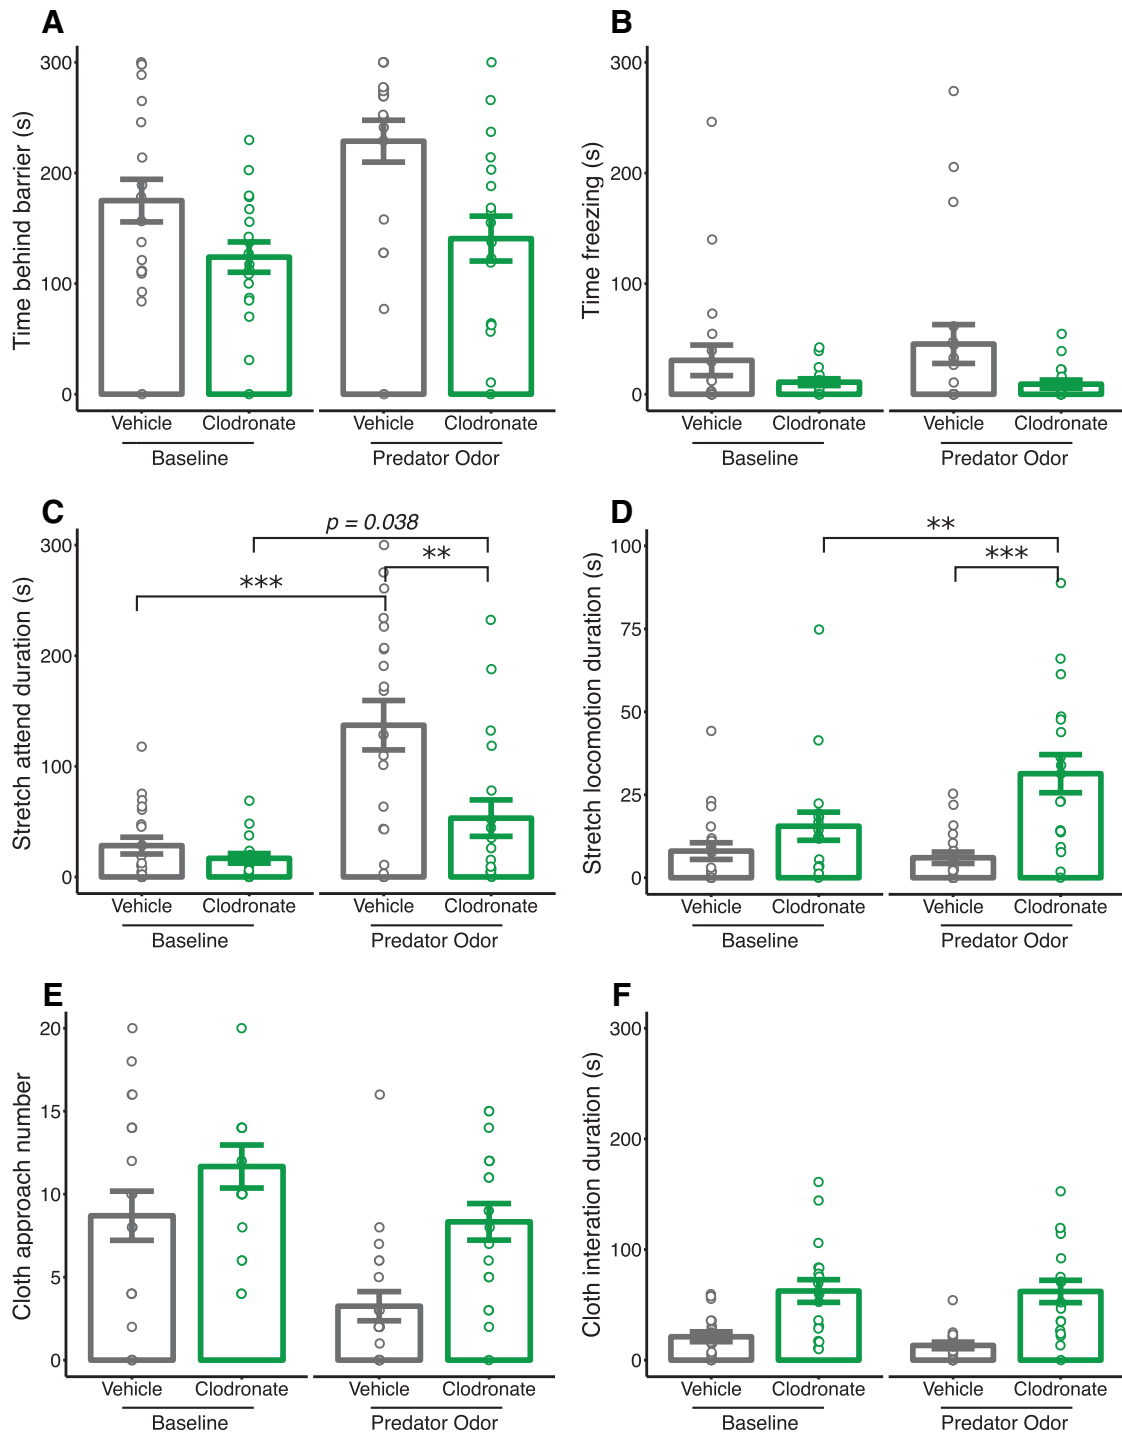 A
Time behind barrier (s)
300
200
100
0
Vehicle Clodronate Vehicle Clodronate
Baseline Predator Odor
B
Time freezing (s)
300
200
100
0
Vehicle Clodronate Vehicle Clodronate
Baseline Predator Odor
C
Stretch attend duration (s)
p = 0.038
**
***
300
200
100
0
Vehicle Clodronate Vehicle Clodronate
Baseline Predator Odor
D
Stretch locomotion duration (s)
**
***
100
75
50
25
0
Vehicle Clodronate Vehicle Clodronate
Baseline Predator Odor
E
Cloth approach number
20
15
10
5
0
Vehicle Clodronate Vehicle Clodronate
Baseline Predator Odor
F
Cloth interation duration (s)
300
200
100
0
Vehicle Clodronate Vehicle Clodronate
Baseline Predator Odor